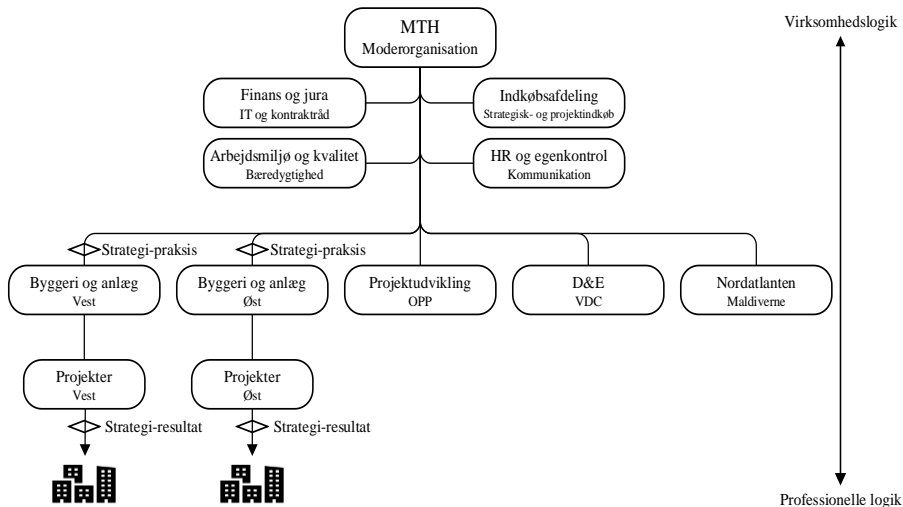 MTH
Moderorganisation
Virksomhedslogik
Finans og jura
IT og kontraktråd
Indkøbsafdeling
Strategisk- og projektindkøb
Arbejdsmiljø og kvalitet
Bæredygtighed
HR og egenkontrol
Kommunikation
Strategi-praksis
Strategi-praksis
Byggeri og anlæg
Vest
Byggeri og anlæg
Øst
Projektudvikling
OPP
D&E
VDC
Nordatlanten
Maldiverne
Projekter
Vest
Projekter
Øst
Strategi-resultat
Strategi-resultat
Professionelle logik